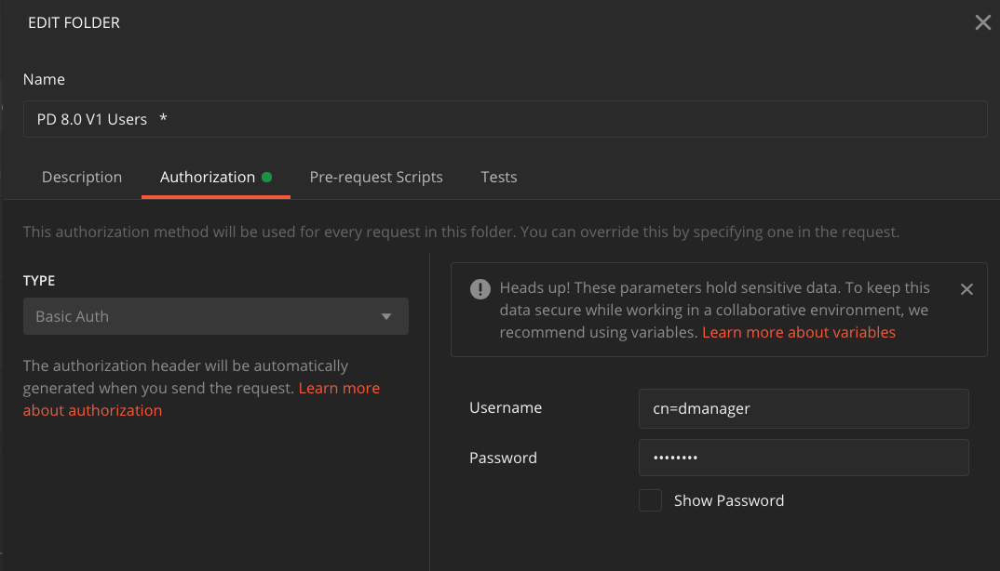 EDIT FOLDER
Name
PD 8.0 V1 Users *
Description Authorization Pre-request Scripts Tests
This authorization method will be used for every request in this folder. You can override this by specifying one in the request.
TYPE
Basic Auth
The authorization header will be automatically
generated when you send the request. Learn more
about authorization
Heads up! These parameters hold sensitive data. To keep this
data secure while working in a collaborative environment, we
recommend using variables. Learn more about variables
Username
cn=dmanager
Password
••••••••
Show Password